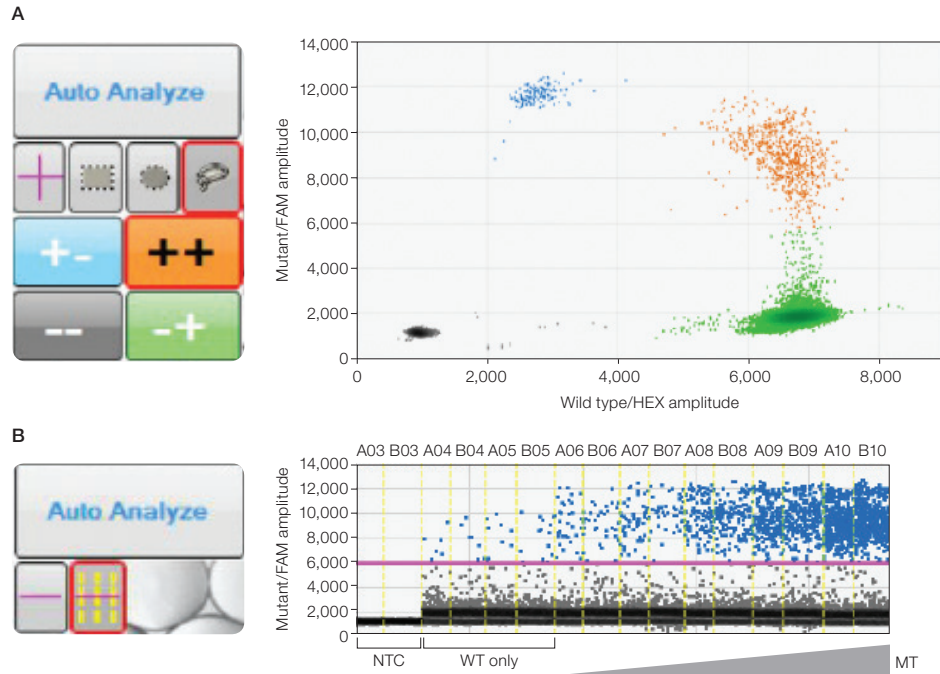 A
Auto Analyze
+- ++
-- -+
Mutant/FAM amplitude
14,000
12,000
10,000
8,000
6,000
4,000
2,000
0
0 2,000 4,000 6,000 8,000
Wild type/HEX amplitude
B
Auto Analyze
A03 B03 A04 B04 A05 B05 A06 B06 A07 B07 A08 B08 A09 B09 A10 B10
Mutant/FAM amplitude
14,000
12,000
10,000
8,000
6,000
4,000
2,000
0
NTC WT only MT